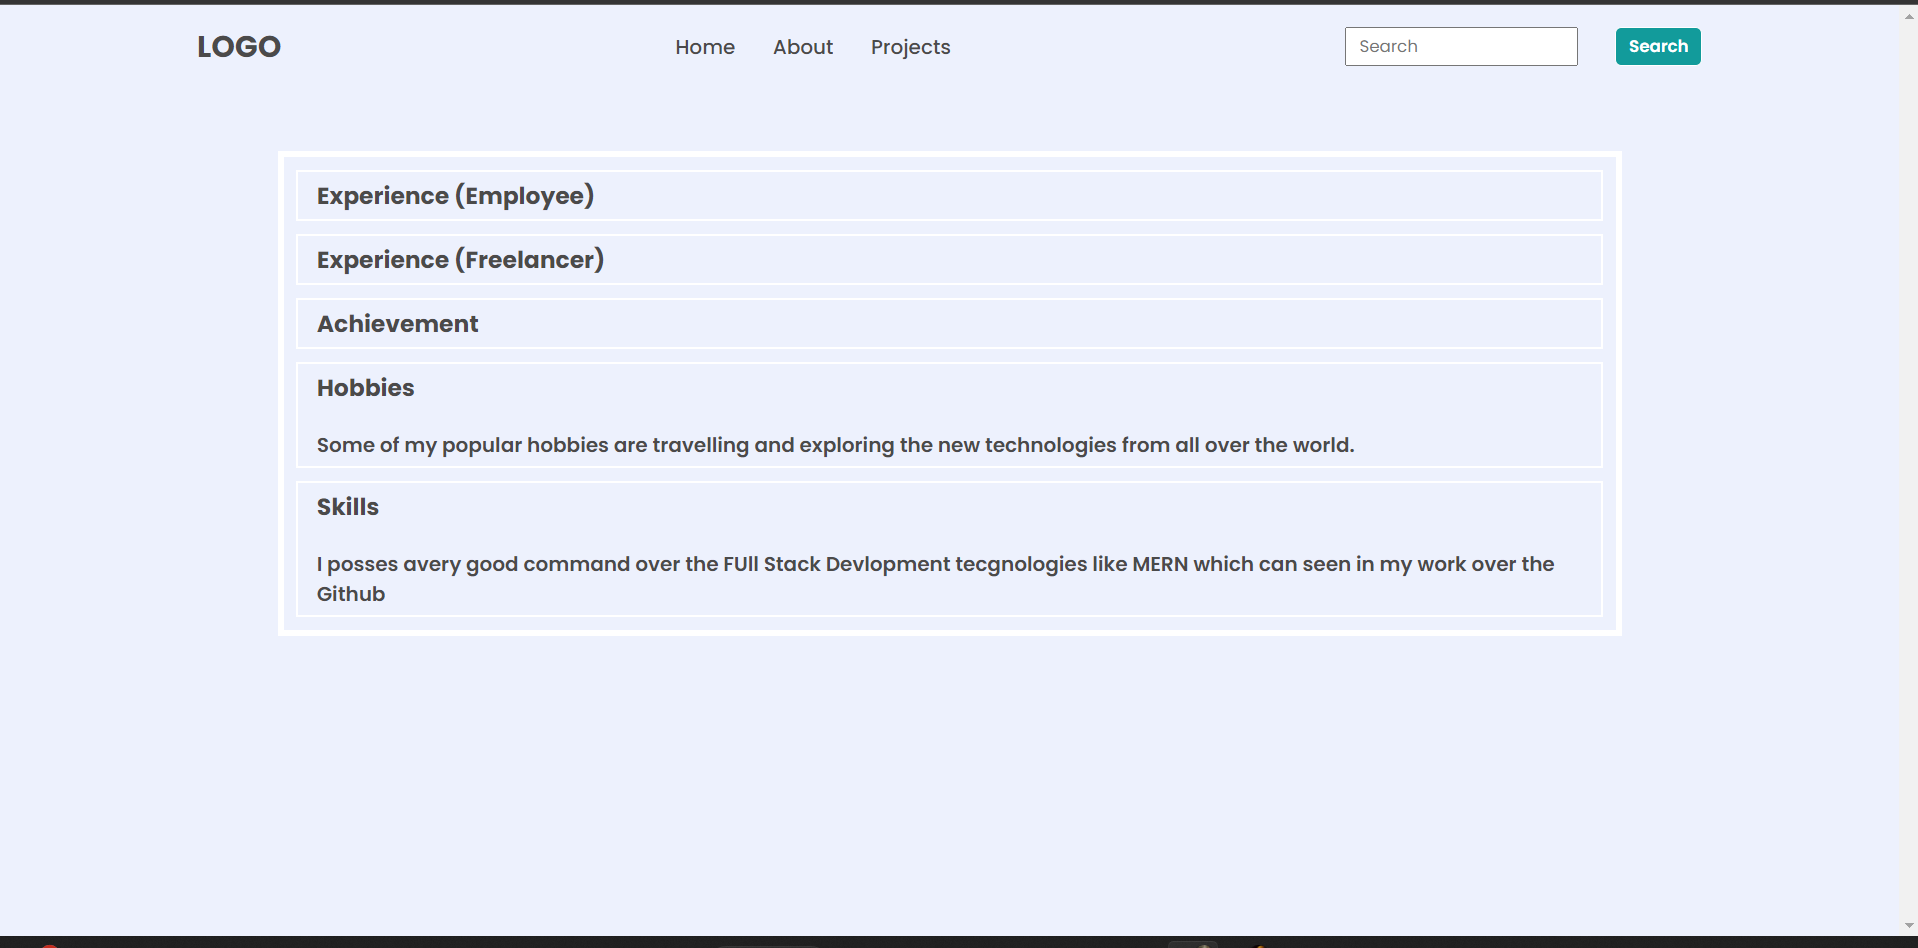 LOGO
Home
About
Projects
Search
Search
Experience (Employee)
Experience (Freelancer)
Achievement
Hobbies
Some of my popular hobbies are travelling and exploring the new technologies from all over the world.
Skills
I posses avery good command over the FUll Stack Devlopment tecgnologies like MERN which can seen in my work over the
Github